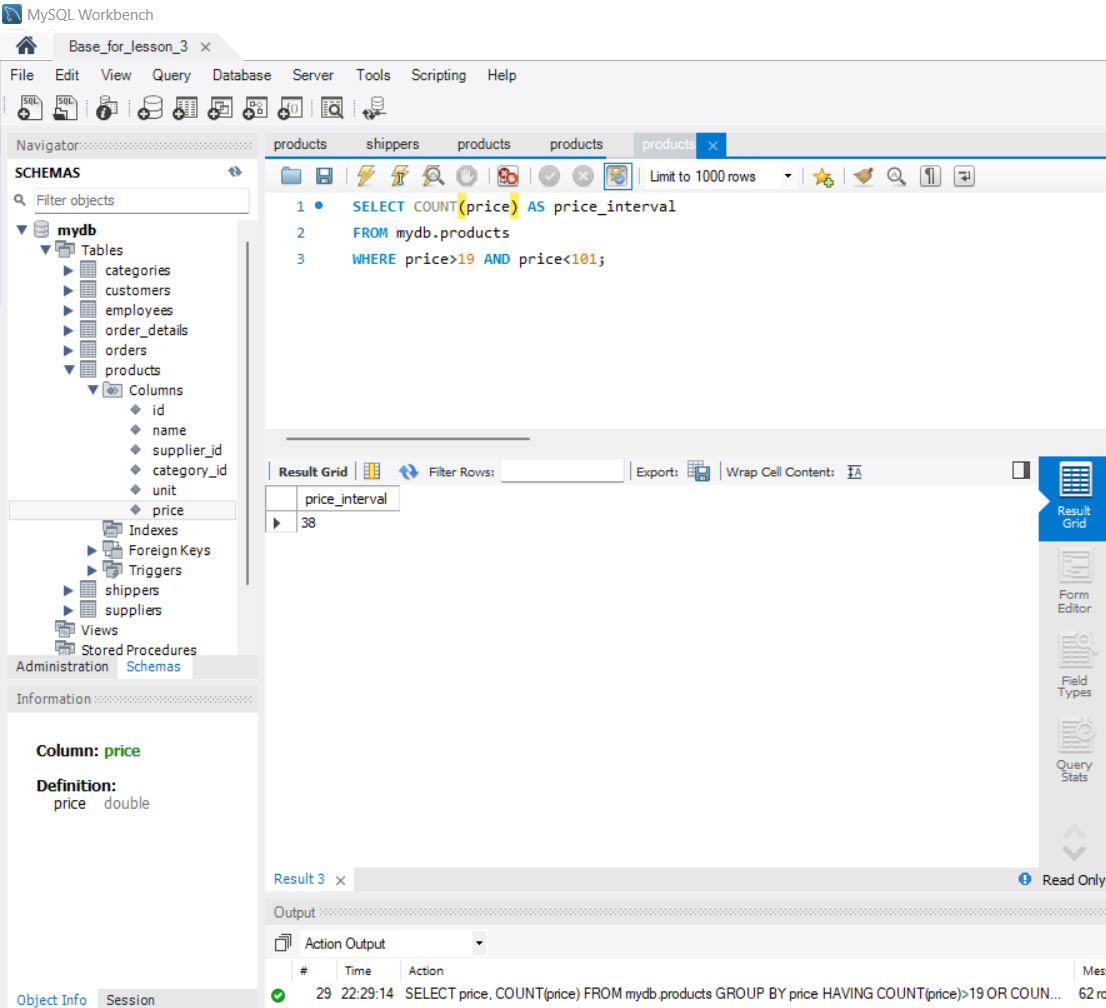 MySQL Workbench
Base_for_lesson_3
File Edit View Query Database Server Tools Scripting Help
Navigator
products shippers products products products
SCHEMAS
Limit to 1000 rows
Filter objects
1 SELECT COUNT(price) AS price_interval
2 FROM mydb.products
3 WHERE price>19 AND price<101;
mydb
Tables
categories
customers
employees
order_details
orders
products
Columns
id
name
supplier_id
category_id
unit
price
Indexes
Foreign Keys
Triggers
shippers
suppliers
Views
Stored Procedures
Administration Schemas
Information
Column: price
Definition:
price double
Object Info Session
Result Grid Filter Rows: Export: Wrap Cell Content:
price_interval
38
Result
Grid
Form
Editor
Field
Types
Query
Stats
Result 3
Read Only
Output
Action Output
# Time Action
29 22:29:14 SELECT price, COUNT(price) FROM mydb.products GROUP BY price HAVING COUNT(price)>19 OR COUN...